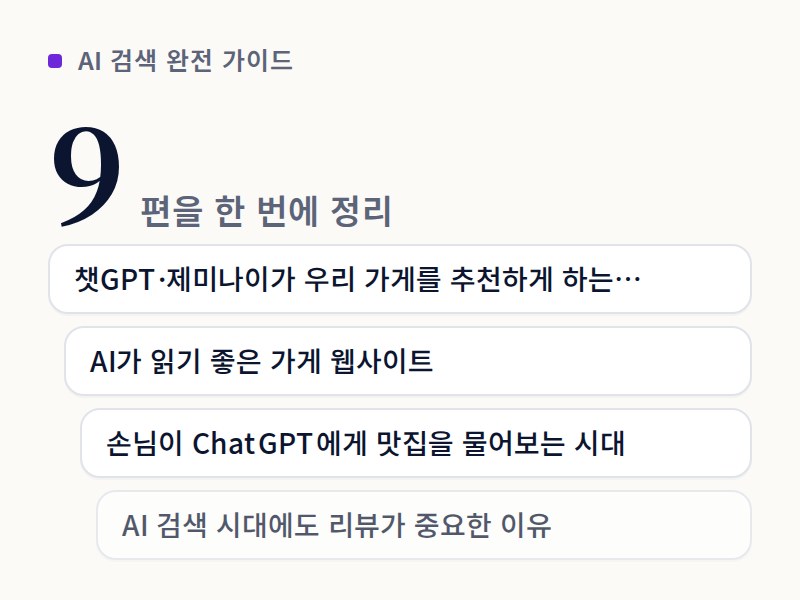 AI 검색 완전 가이드
9 편을 한 번에 정리
챗GPT·제미나이가 우리 가게를 추천하게 하는…
AI가 읽기 좋은 가게 웹사이트
손님이 ChatGPT에게 맛집을 물어보는 시대
AI 검색 시대에도 리뷰가 중요한 이유